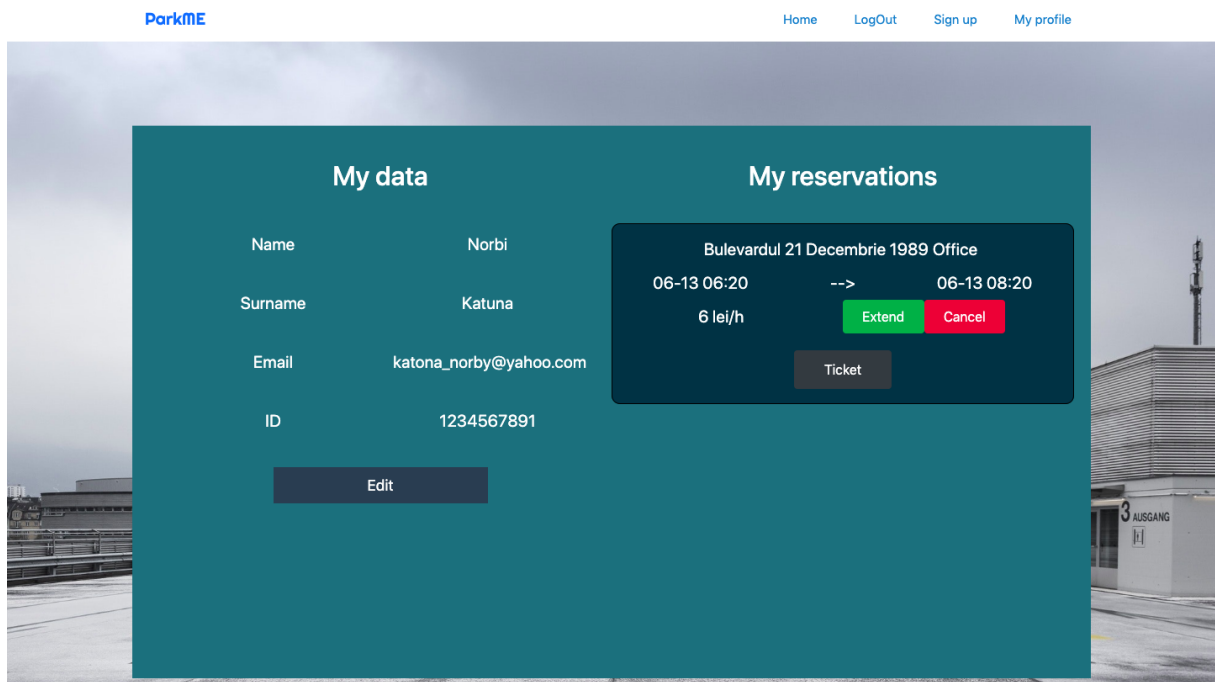 ParkME
Home LogOut Sign up My profile
My data
Name Norbi
Surname Katuna
Email katona_norby@yahoo.com
ID 1234567891
Edit
My reservations
Bulevardul 21 Decembrie 1989 Office
06-13 06:20 --> 06-13 08:20
6 lei/h Extend Cancel
Ticket
3 AUSGANG